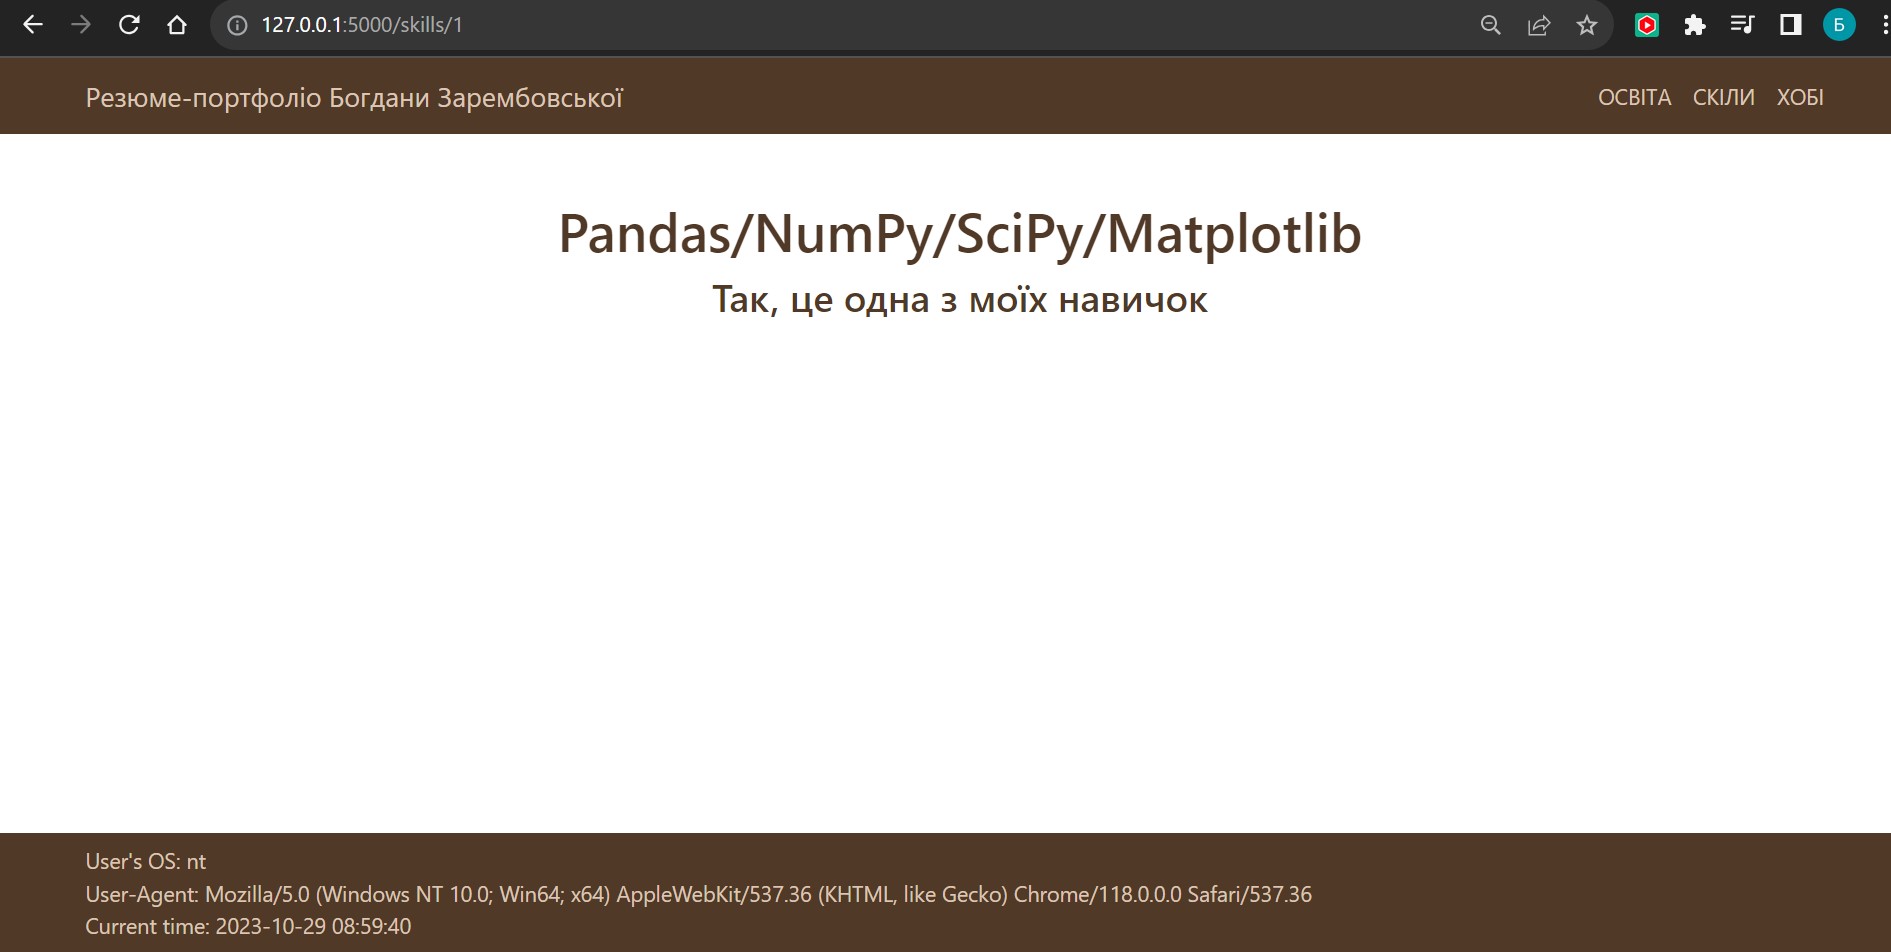 127.0.0.1:5000/skills/1
Б
Резюме-портфоліо Богдани Зарембовської
ОСВІТА СКІЛИ ХОБІ
Pandas/NumPy/SciPy/Matplotlib
Так, це одна з моїх навичок
User's OS: nt
User-Agent: Mozilla/5.0 (Windows NT 10.0; Win64; x64) AppleWebKit/537.36 (KHTML, like Gecko) Chrome/118.0.0.0 Safari/537.36
Current time: 2023-10-29 08:59:40